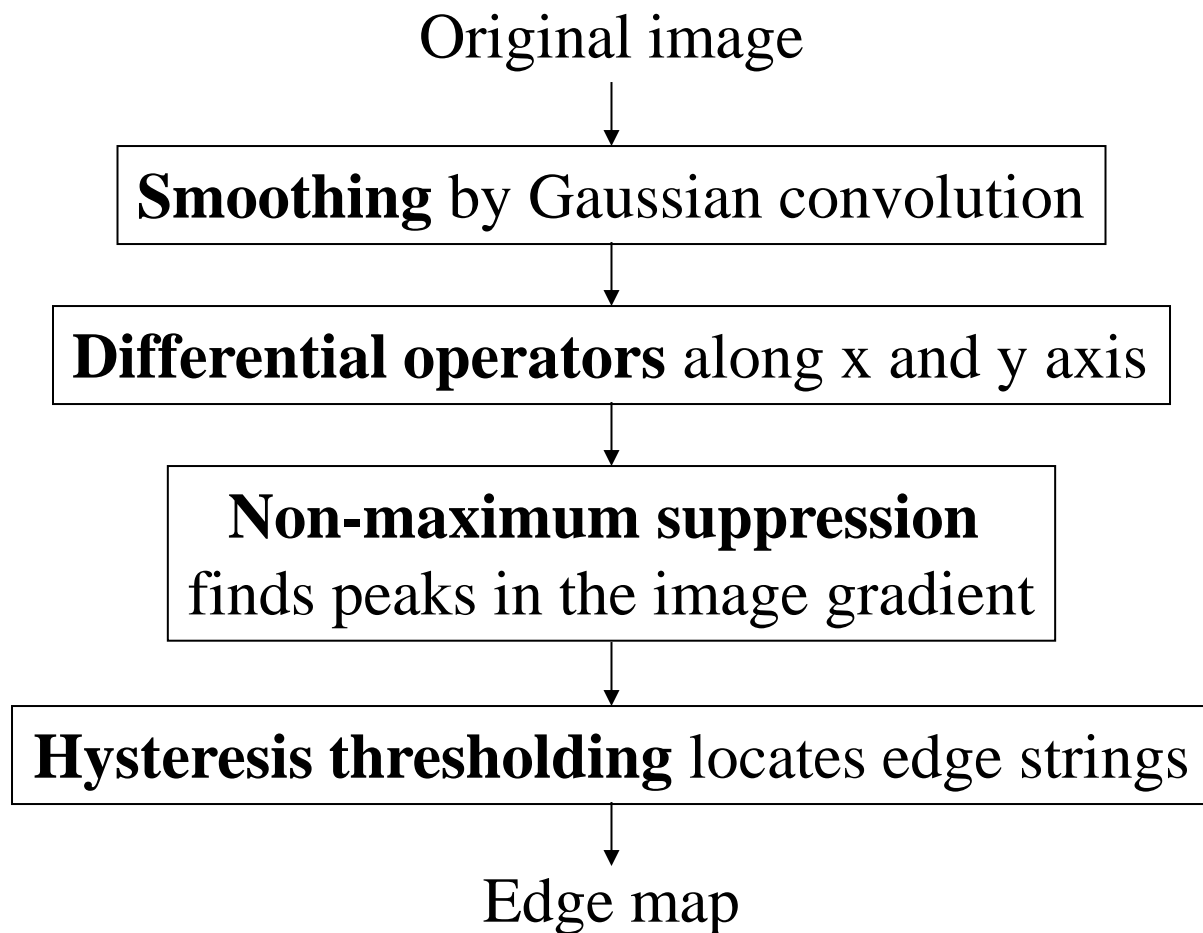 Original image
Smoothing by Gaussian convolution
Differential operators along x and y axis
Non-maximum suppression
finds peaks in the image gradient
Hysteresis thresholding locates edge strings
Edge map